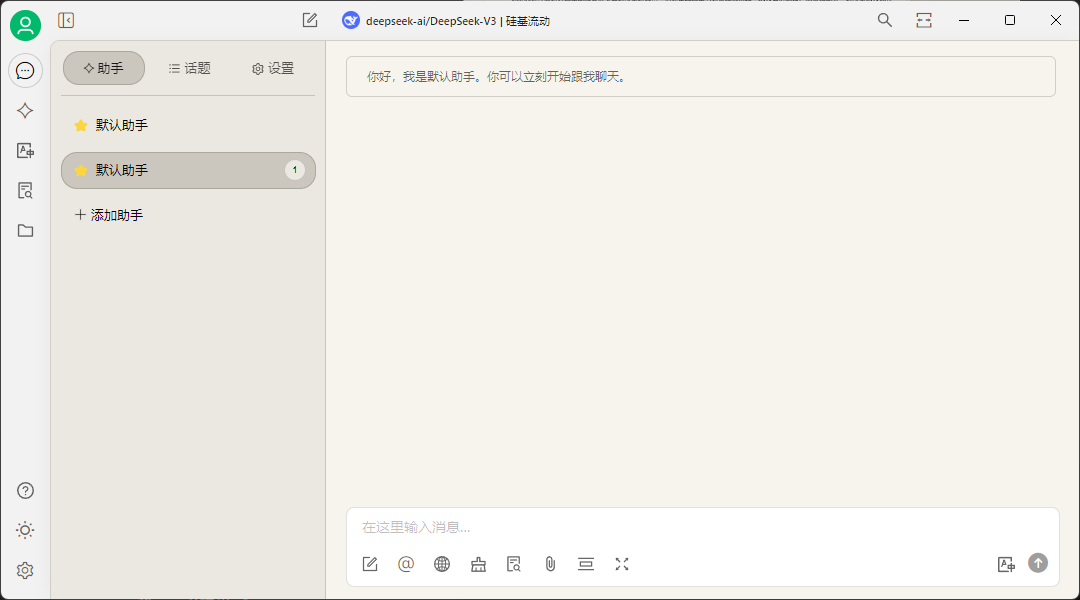 deepseek-ai/DeepSeek-V3 | 硅基流动
助手
话题
设置
你好，我是默认助手。你可以立刻开始跟我聊天。
默认助手
默认助手
1
添加助手
在这里输入消息...